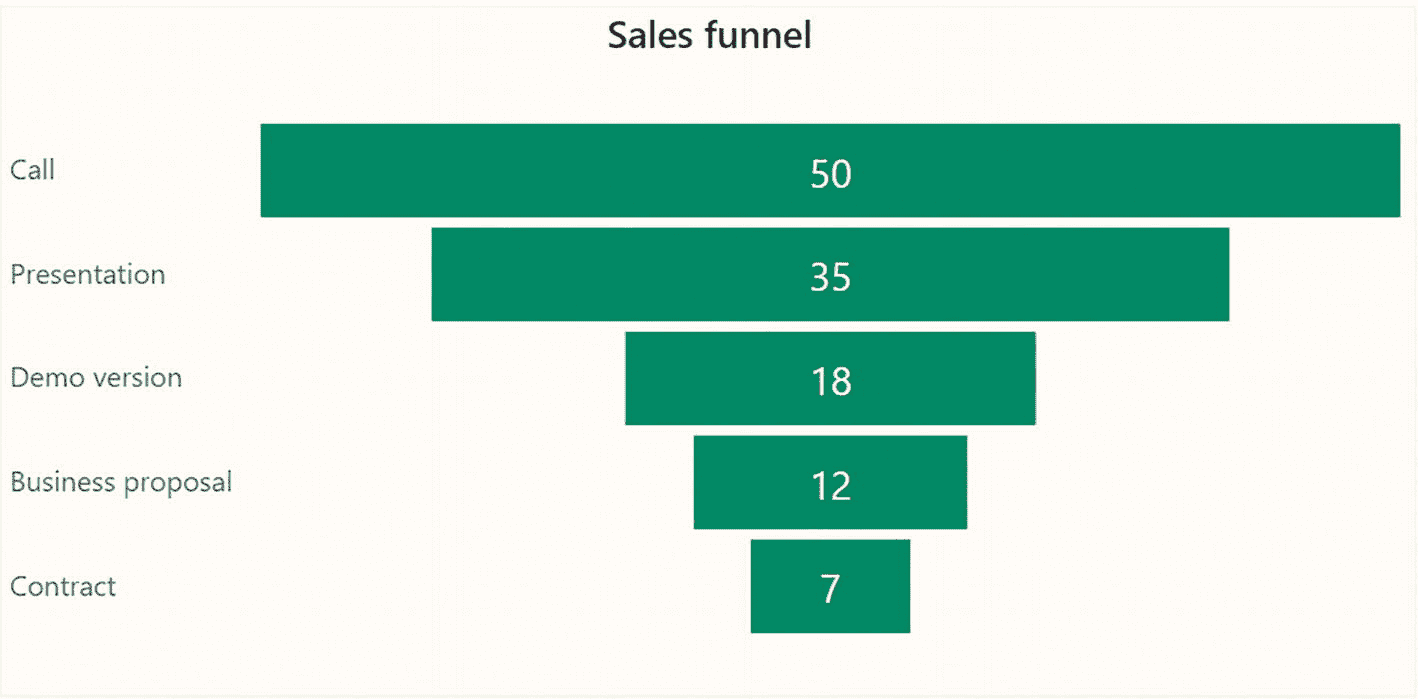 Sales funnel
Call
50
Presentation
35
Demo version
18
Business proposal
12
Contract
7